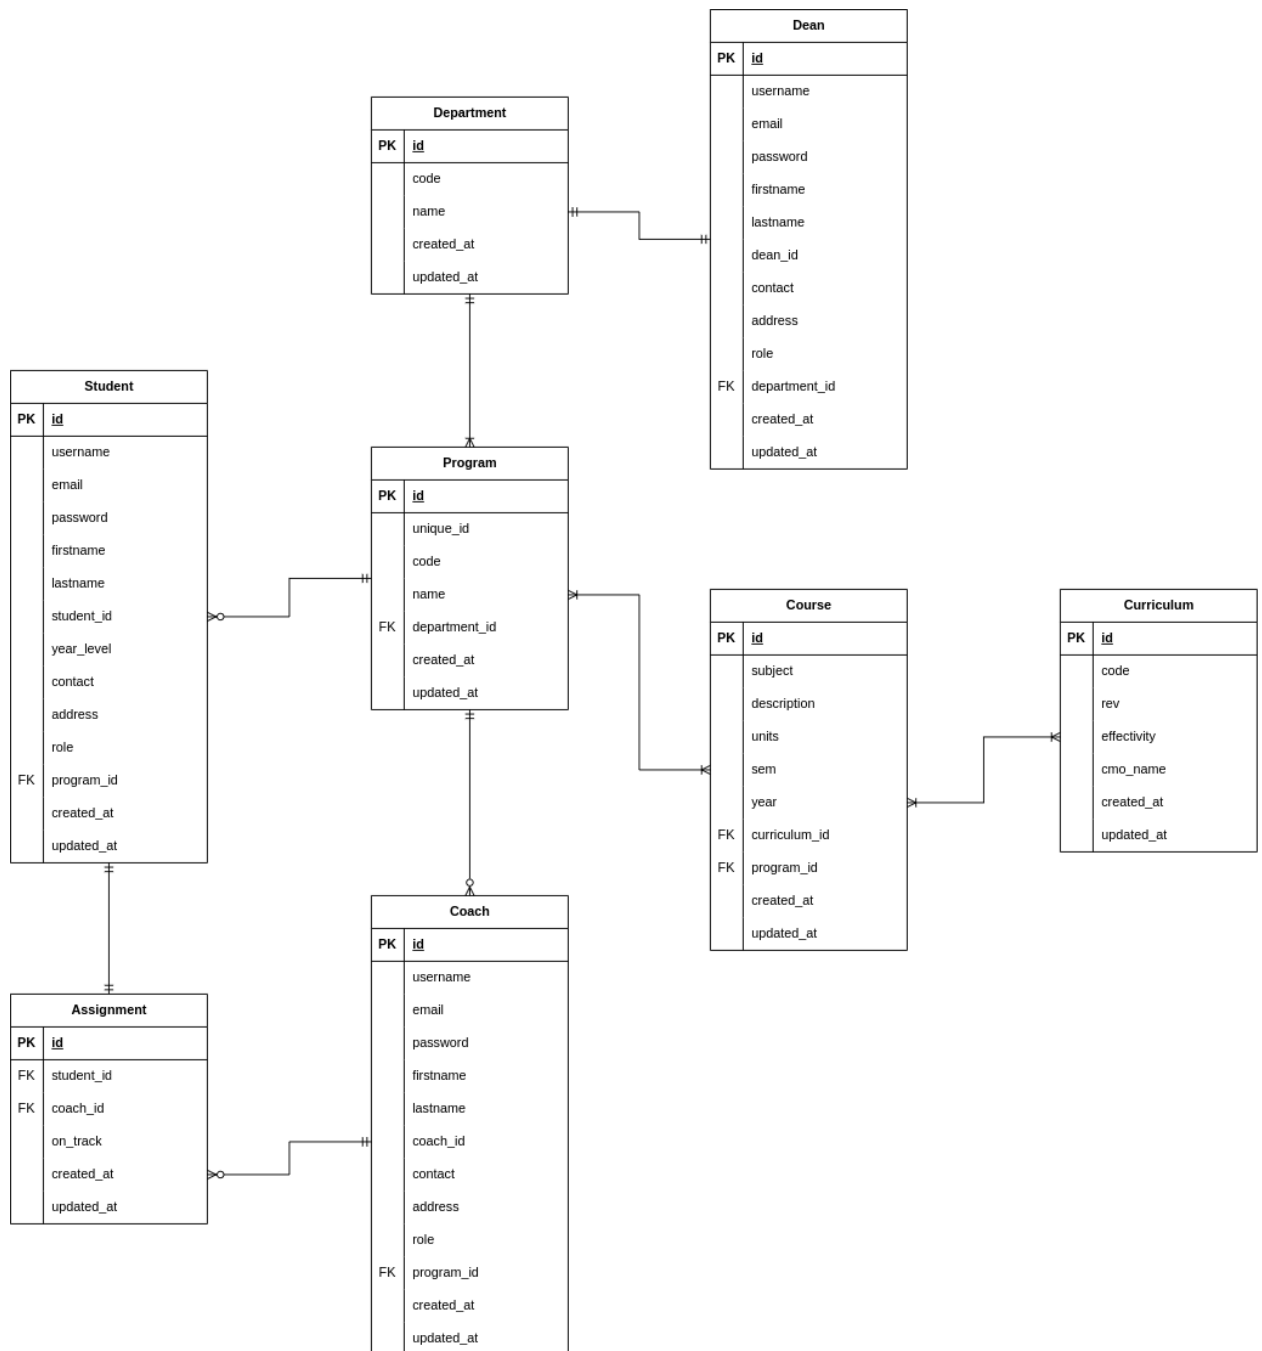 Dean
PK id
username
email
password
firstname
lastname
dean_id
contact
address
role
FK department_id
created_at
updated_at
Department
PK id
code
name
created_at
updated_at
Student
PK id
username
email
password
firstname
lastname
student_id
year_level
contact
address
role
FK program_id
created_at
updated_at
Program
PK id
unique_id
code
name
FK department_id
created_at
updated_at
Course
PK id
subject
description
units
sem
year
FK curriculum_id
FK program_id
created_at
updated_at
Curriculum
PK id
code
rev
effectivity
cmo_name
created_at
updated_at
Assignment
PK id
FK student_id
FK coach_id
on_track
created_at
updated_at
Coach
PK id
username
email
password
firstname
lastname
coach_id
contact
address
role
FK program_id
created_at
updated_at